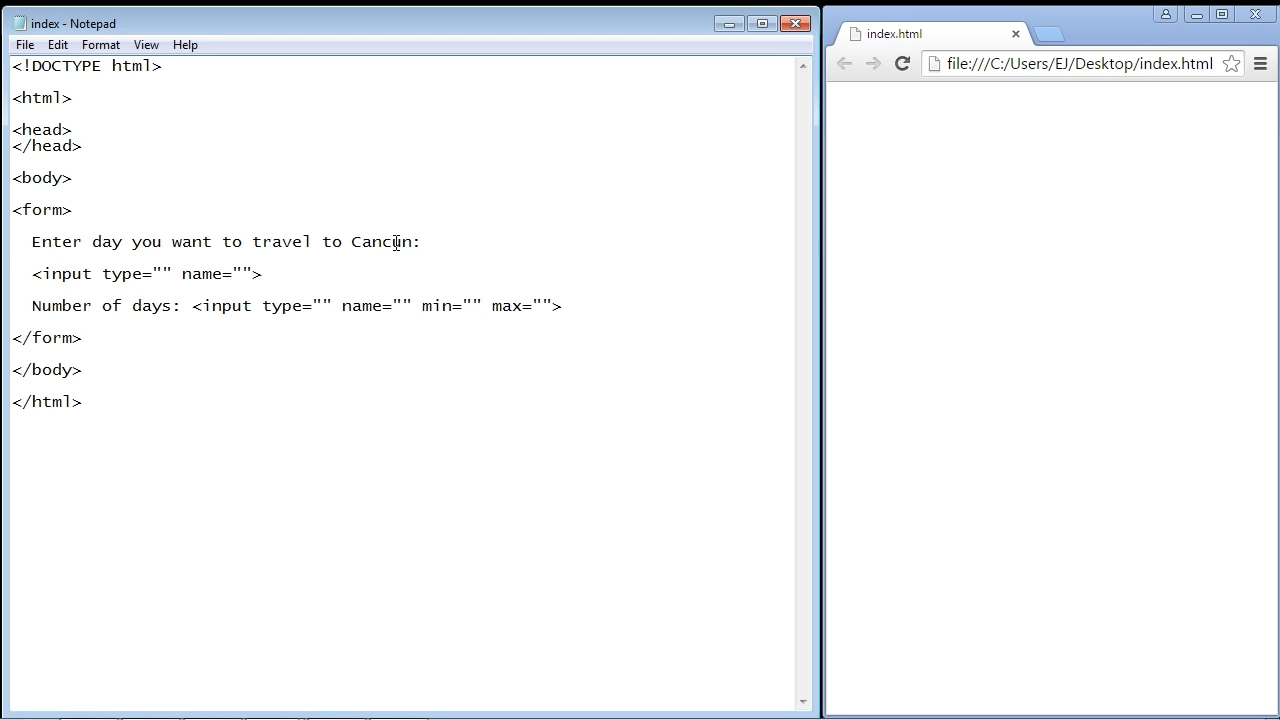 index - Notepad
File Edit Format View Help
<!DOCTYPE html>
<html>
<head>
</head>
<body>
<form>
Enter day you want to travel to Cancun:
<input type="" name="">
Number of days: <input type="" name="" min="" max="">
</form>
</body>
</html>
index.html
file:///C:/Users/EJ/Desktop/index.html